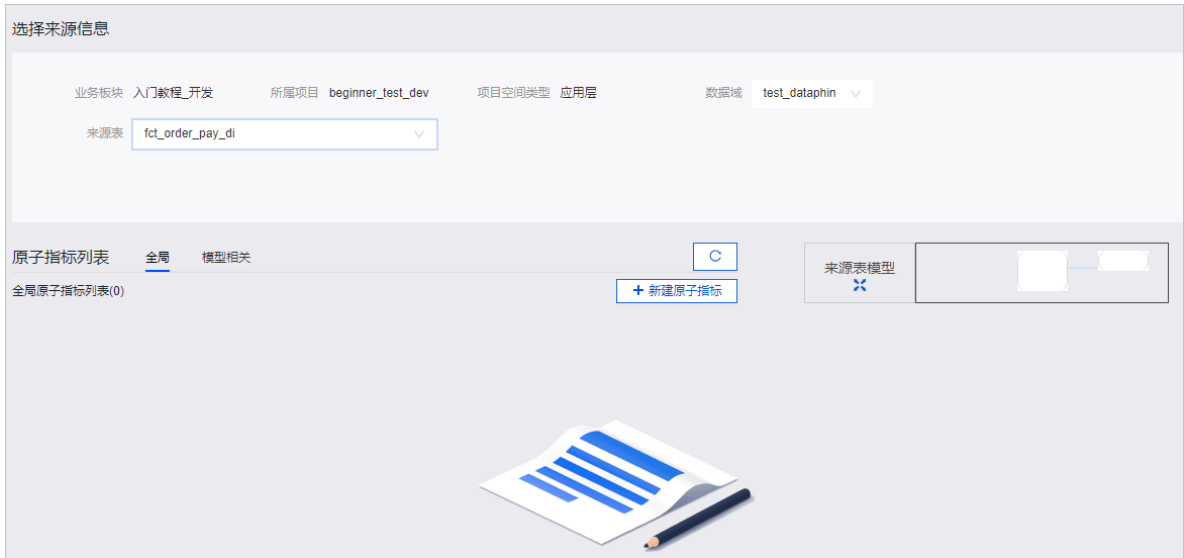 选择来源信息
业务板块 入门教程_开发 所属项目 beginner_test_dev 项目空间类型 应用层 数据域 test_dataphin
来源表 fct_order_pay_di
原子指标列表 全局 模型相关
来源表模型
全局原子指标列表(0) + 新建原子指标